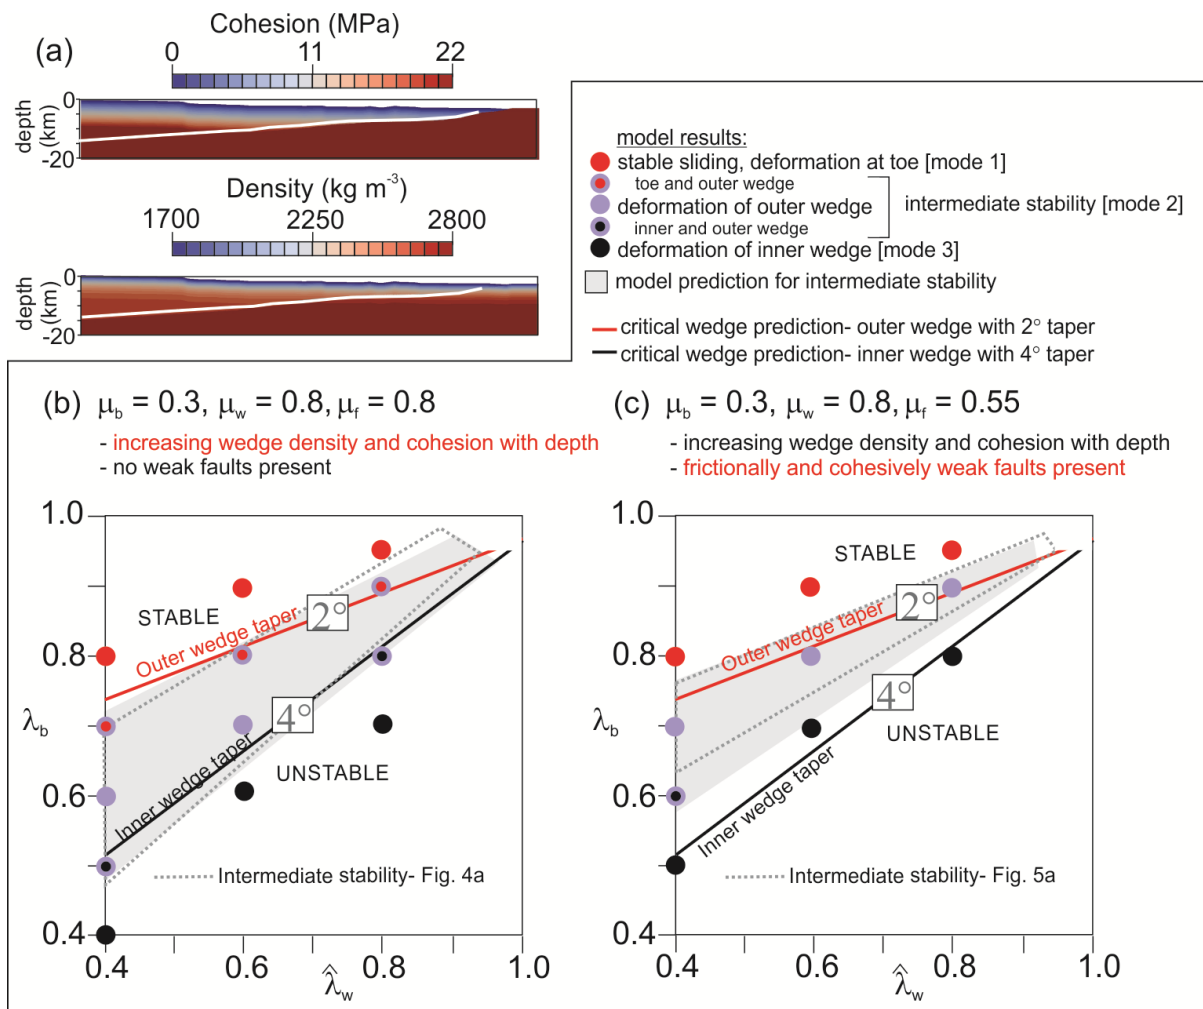 (a)
Cohesion (MPa)
0 11 22
depth
(km)
0
-20
Density (kg m⁻³)
1700 2250 2800
depth
(km)
0
-20
model results:
stable sliding, deformation at toe [mode 1]
toe and outer wedge
deformation of outer wedge
inner and outer wedge
intermediate stability [mode 2]
deformation of inner wedge [mode 3]
model prediction for intermediate stability
critical wedge prediction- outer wedge with 2° taper
critical wedge prediction- inner wedge with 4° taper
(b) μb = 0.3, μw = 0.8, μf = 0.8
- increasing wedge density and cohesion with depth
- no weak faults present
1.0
0.8
λb
0.6
0.4
STABLE
Outer wedge taper
2°
4°
Inner wedge taper
UNSTABLE
Intermediate stability- Fig. 4a
0.4 0.6 0.8 1.0
λ̂w
(c) μb = 0.3, μw = 0.8, μf = 0.55
- increasing wedge density and cohesion with depth
- frictionally and cohesively weak faults present
1.0
0.8
λb
0.6
0.4
STABLE
2°
Outer wedge taper
4°
UNSTABLE
Inner wedge taper
Intermediate stability- Fig. 5a
0.4 0.6 0.8 1.0
λ̂w